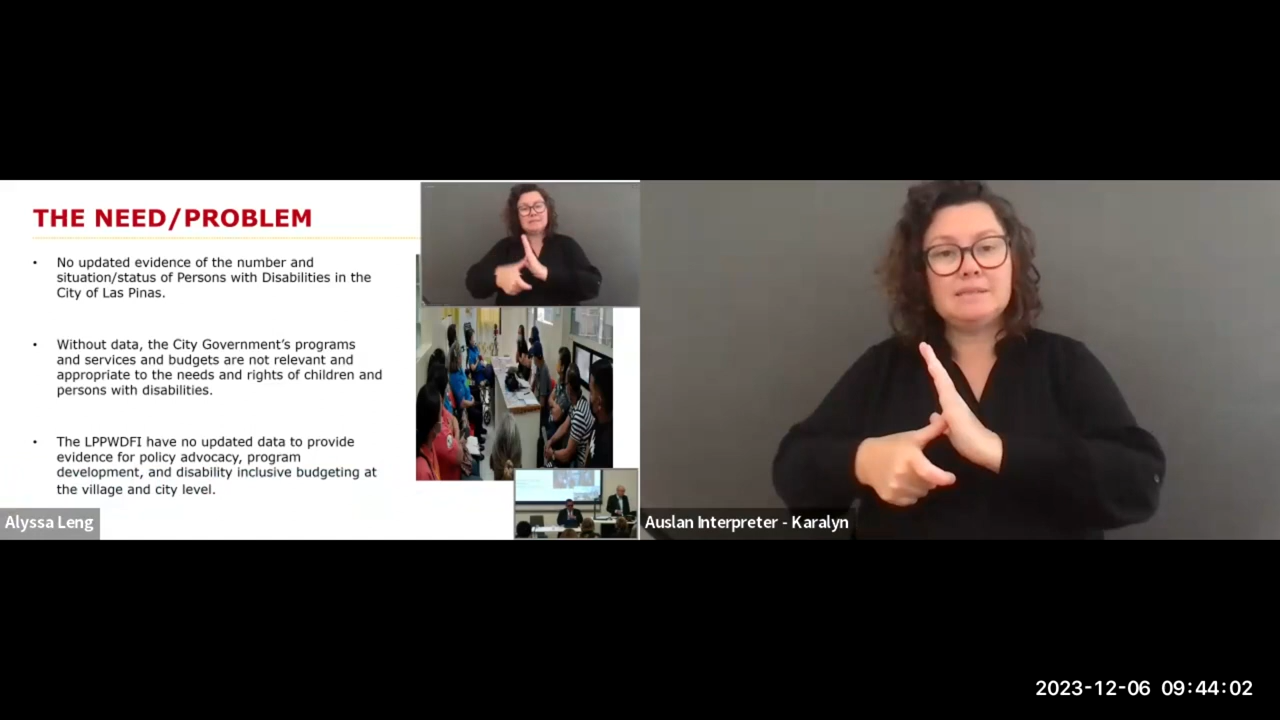 THE NEED/PROBLEM
• No updated evidence of the number and
situation/status of Persons with Disabilities in the
City of Las Pinas.
• Without data, the City Government’s programs
and services and budgets are not relevant and
appropriate to the needs and rights of children and
persons with disabilities.
• The LPPWDFI have no updated data to provide
evidence for policy advocacy, program
development, and disability inclusive budgeting at
the village and city level.
Alyssa Leng
Auslan Interpreter - Karalyn
2023-12-06 09:44:02